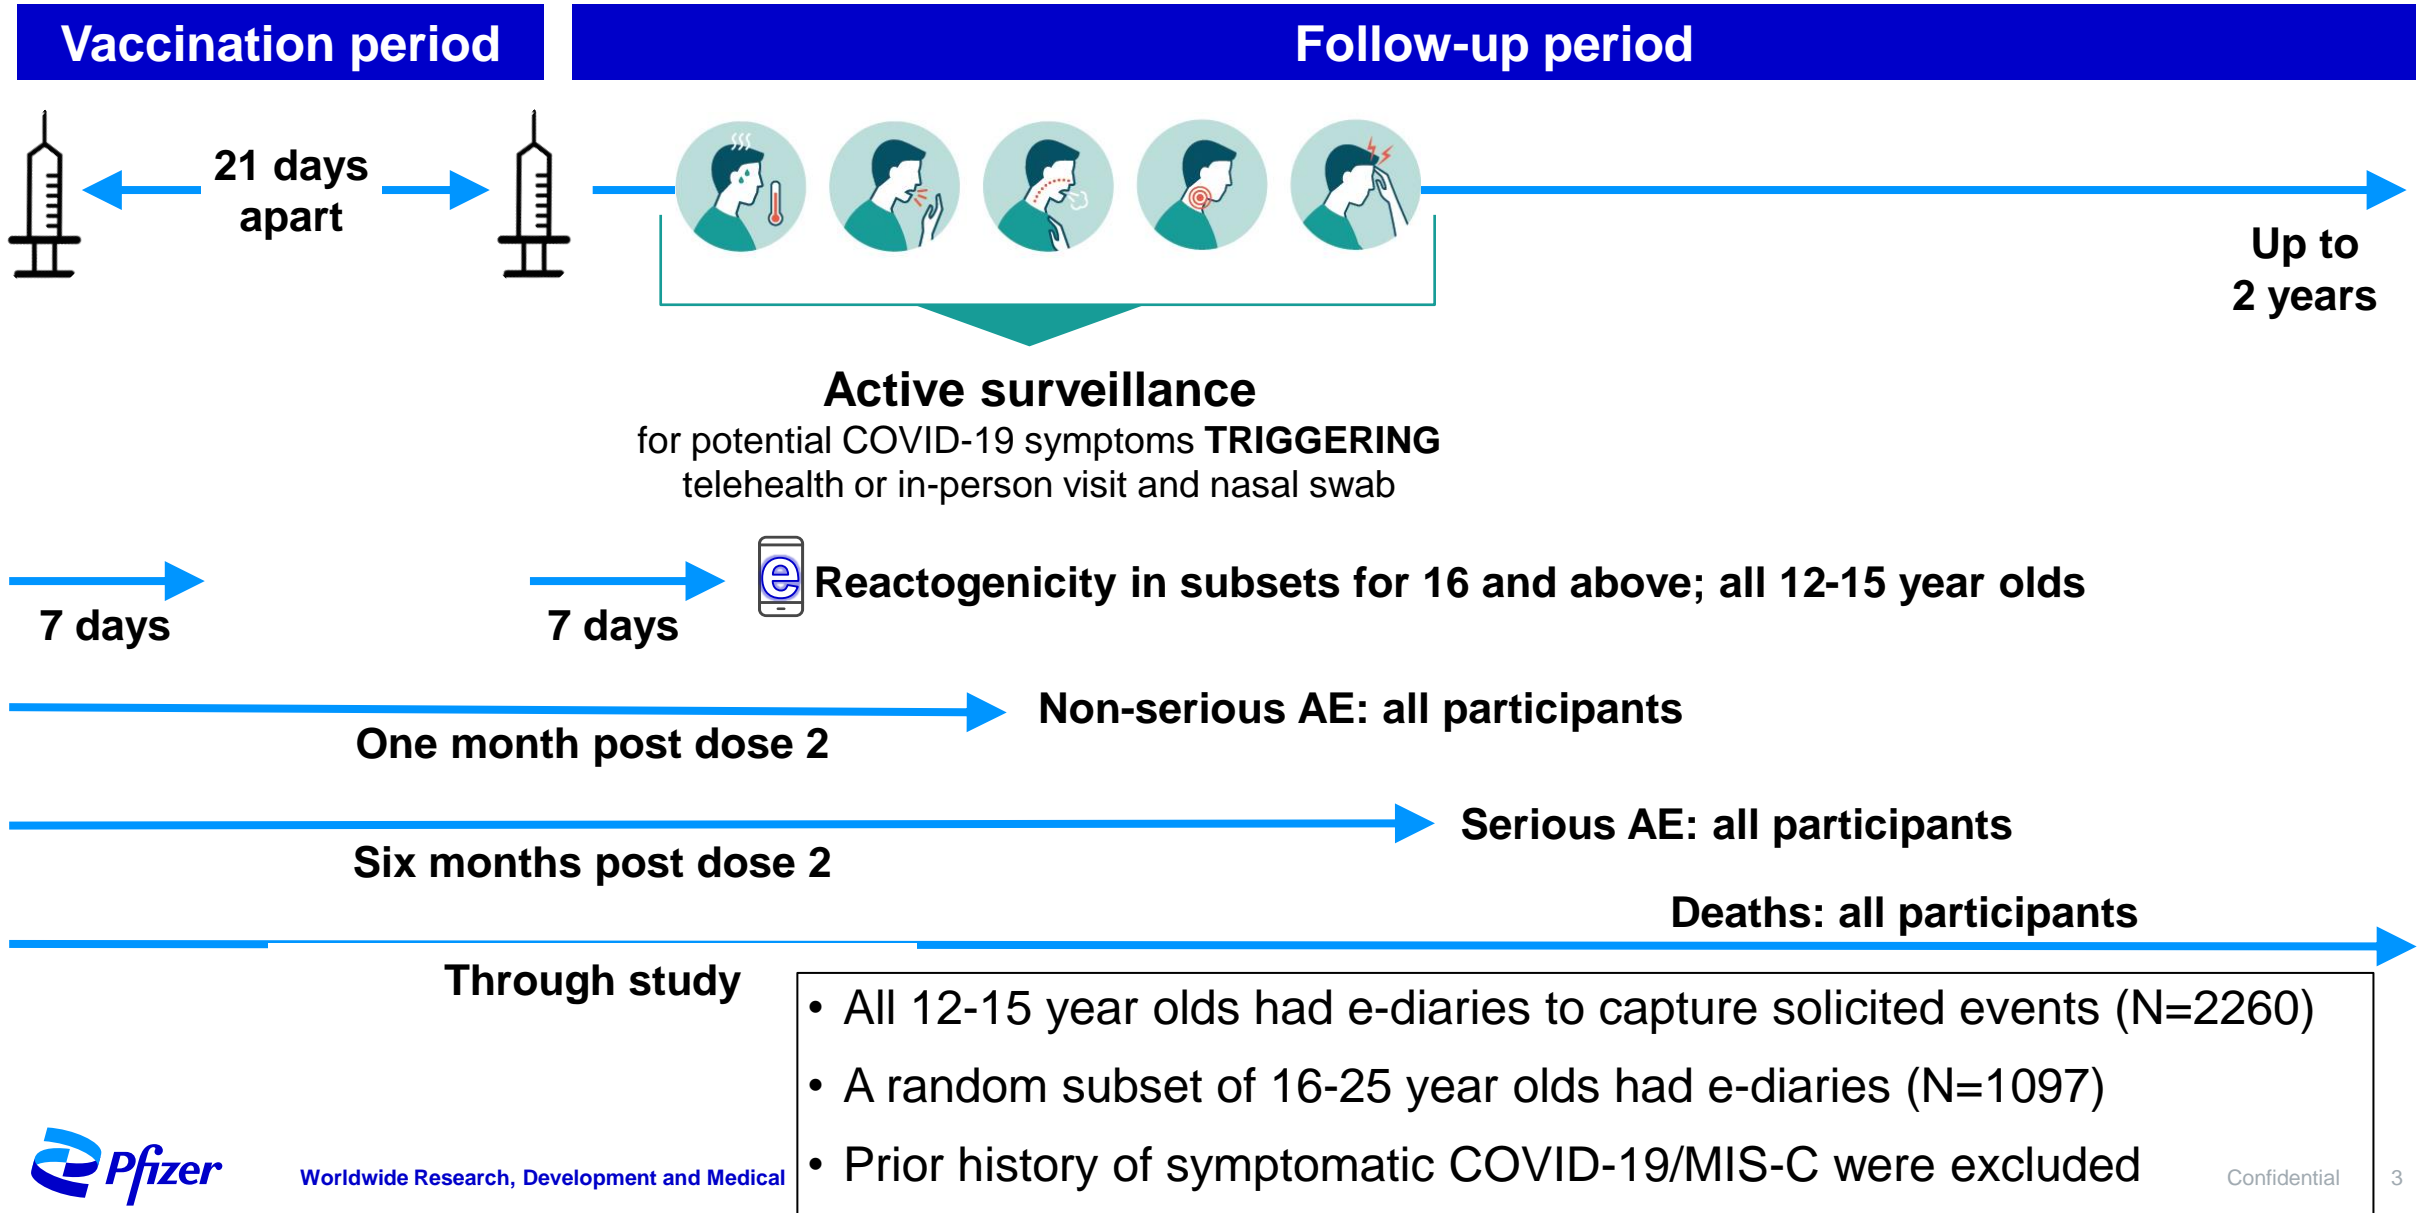 Vaccination period
Follow-up period
21 days
apart
Up to
2 years
Active surveillance
for potential COVID-19 symptoms TRIGGERING
telehealth or in-person visit and nasal swab
e
Reactogenicity in subsets for 16 and above; all 12-15 year olds
7 days
7 days
Non-serious AE: all participants
One month post dose 2
Serious AE: all participants
Six months post dose 2
Deaths: all participants
Through study
• All 12-15 year olds had e-diaries to capture solicited events (N=2260)
• A random subset of 16-25 year olds had e-diaries (N=1097)
• Prior history of symptomatic COVID-19/MIS-C were excluded
Pfizer
Worldwide Research, Development and Medical
Confidential
3